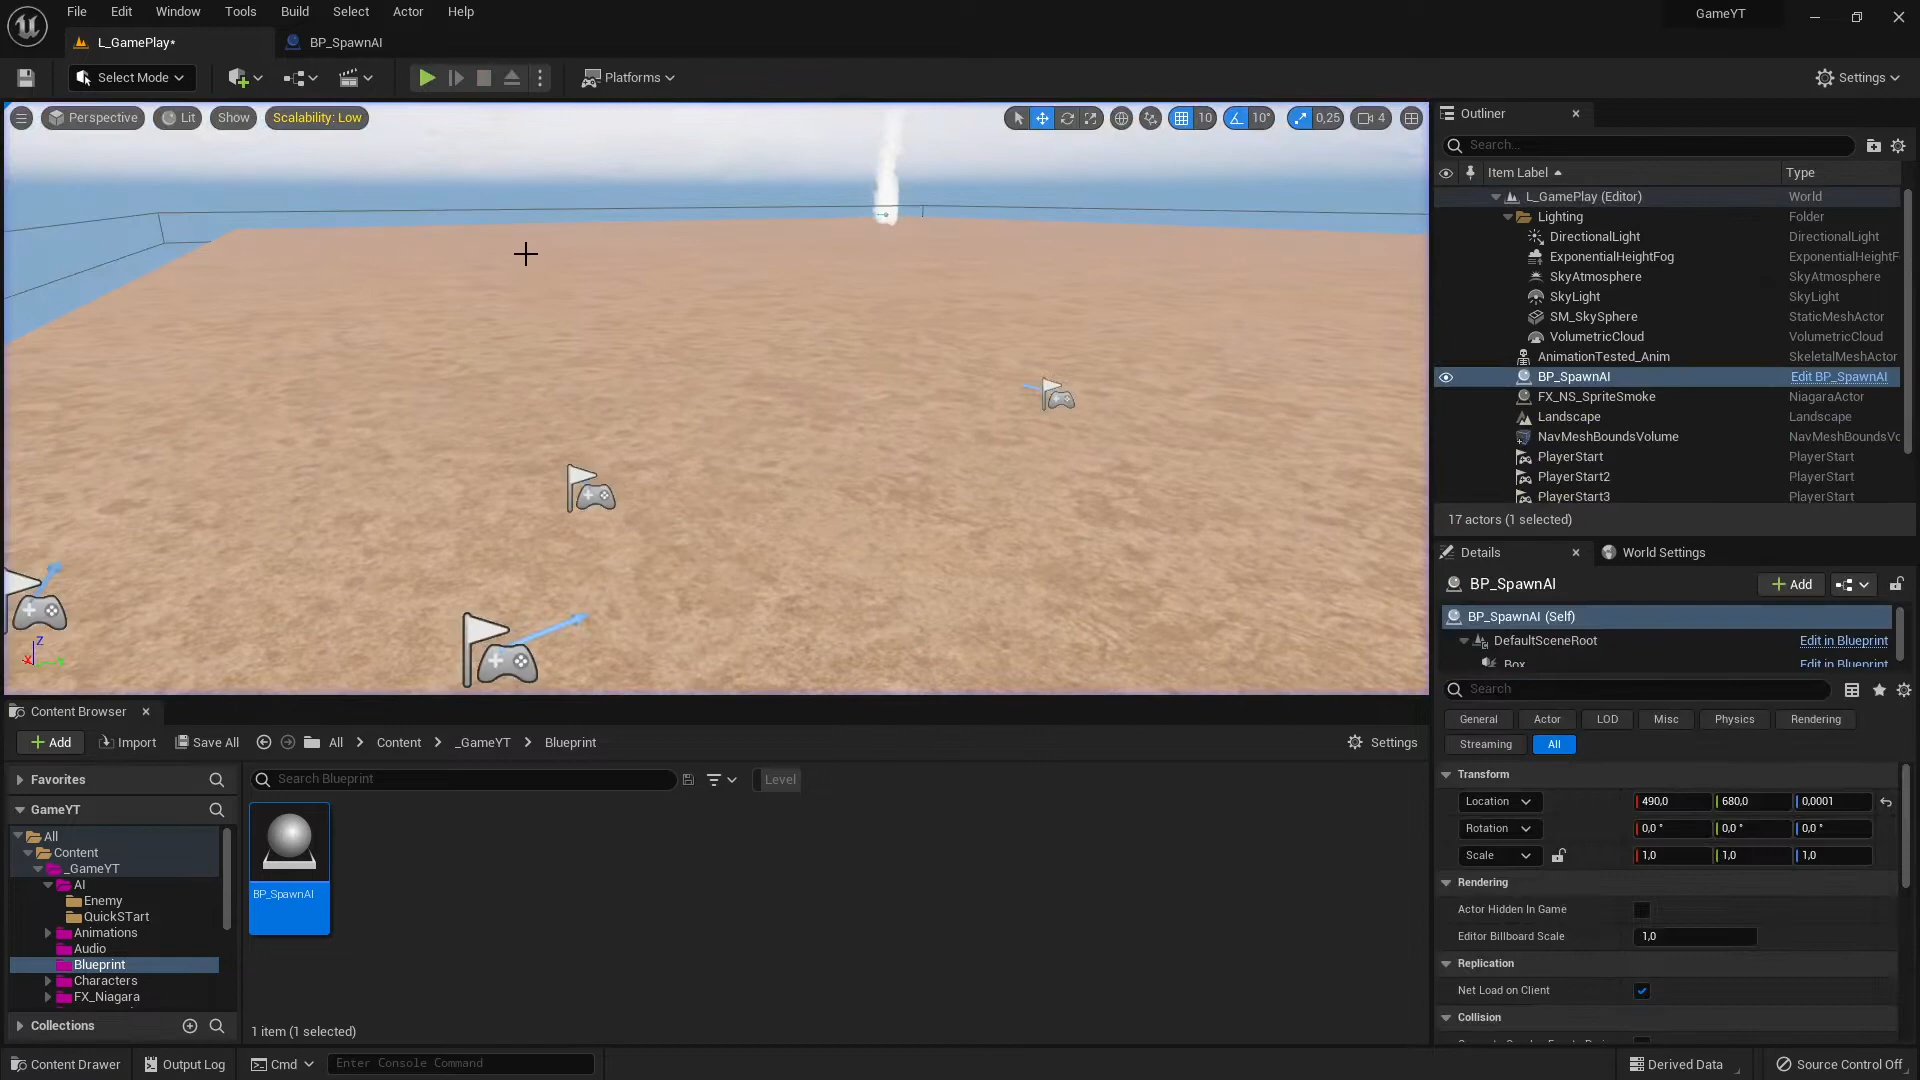 File Edit Window Tools Build Select Actor Help GameYT
L_GamePlay* BP_SpawnAI
Select Mode Platforms Settings
Perspective Lit Show Scalability: Low 10 10° 0,25 4
Outliner
Search...
Item Label Type
L_GamePlay (Editor) World
Lighting Folder
DirectionalLight DirectionalLight
ExponentialHeightFog ExponentialHeightF
SkyAtmosphere SkyAtmosphere
SkyLight SkyLight
SM_SkySphere StaticMeshActor
VolumetricCloud VolumetricCloud
AnimationTested_Anim SkeletalMeshActor
BP_SpawnAI Edit BP_SpawnAI
FX_NS_SpriteSmoke NiagaraActor
Landscape Landscape
NavMeshBoundsVolume NavMeshBoundsVo
PlayerStart PlayerStart
PlayerStart2 PlayerStart
PlayerStart3 PlayerStart
17 actors (1 selected)
Details World Settings
BP_SpawnAI Add
BP_SpawnAI (Self)
DefaultSceneRoot Edit in Blueprint
Box Edit in Blueprint
Search
General Actor LOD Misc Physics Rendering
Streaming All
Transform
Location 490,0 680,0 0,0001
Rotation 0,0 ° 0,0 ° 0,0 °
Scale 1,0 1,0 1,0
Rendering
Actor Hidden In Game
Editor Billboard Scale 1,0
Replication
Net Load on Client
Collision
Z
X
Content Browser
Add Import Save All All Content _GameYT Blueprint Settings
Favorites
Search Blueprint Level
GameYT
All
Content
_GameYT
AI
Enemy
QuickSTart
Animations
Audio
Blueprint
Characters
FX_Niagara
Collections
BP_SpawnAI
1 item (1 selected)
Content Drawer Output Log Cmd Enter Console Command Derived Data Source Control Off